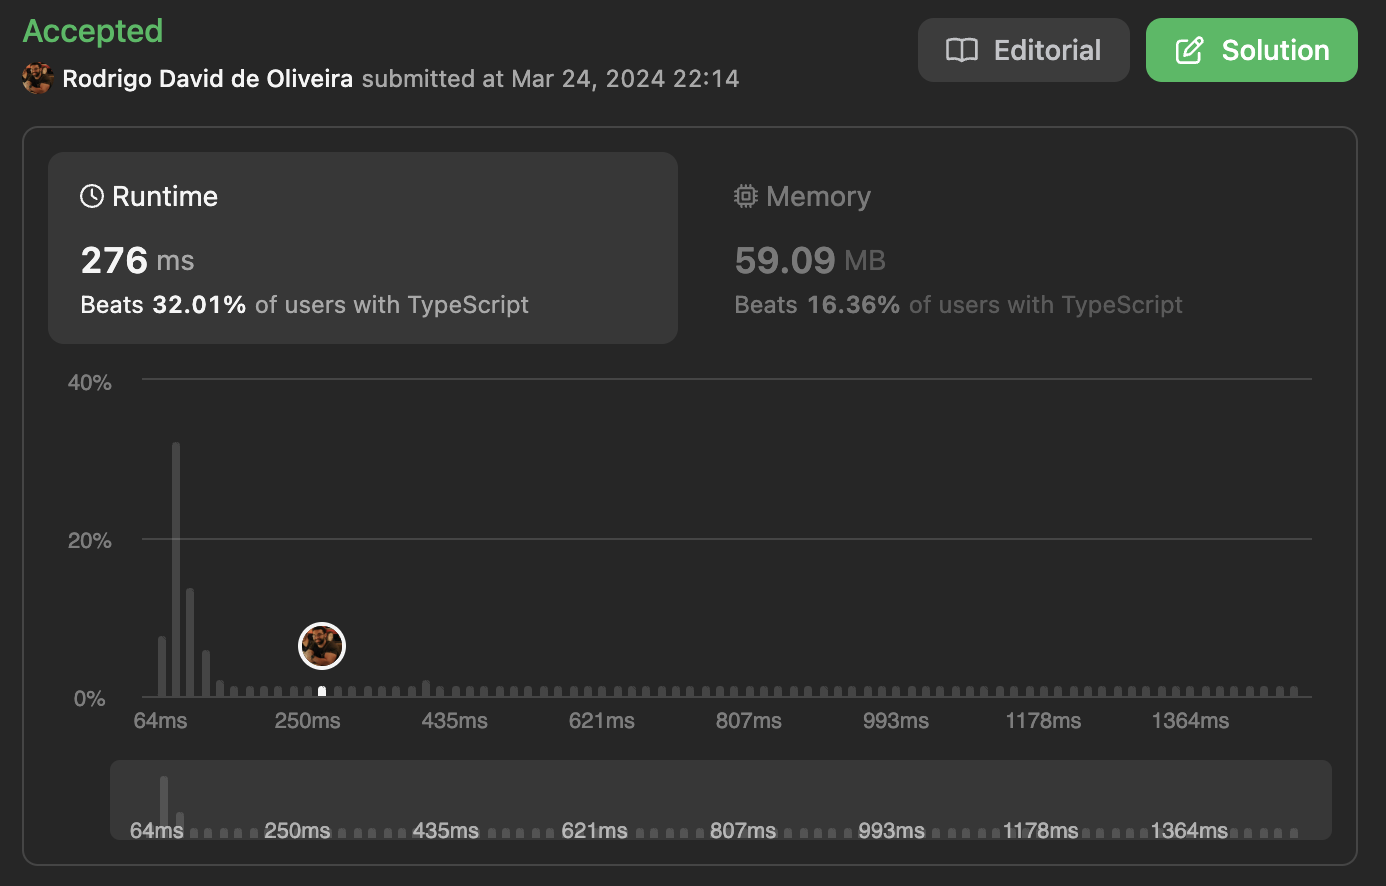 Accepted
Editorial
Solution
Rodrigo David de Oliveira submitted at Mar 24, 2024 22:14
Runtime
276 ms
Beats 32.01% of users with TypeScript
Memory
59.09 MB
Beats 16.36% of users with TypeScript
40%
20%
0%
64ms 250ms 435ms 621ms 807ms 993ms 1178ms 1364ms
64ms 250ms 435ms 621ms 807ms 993ms 1178ms 1364ms